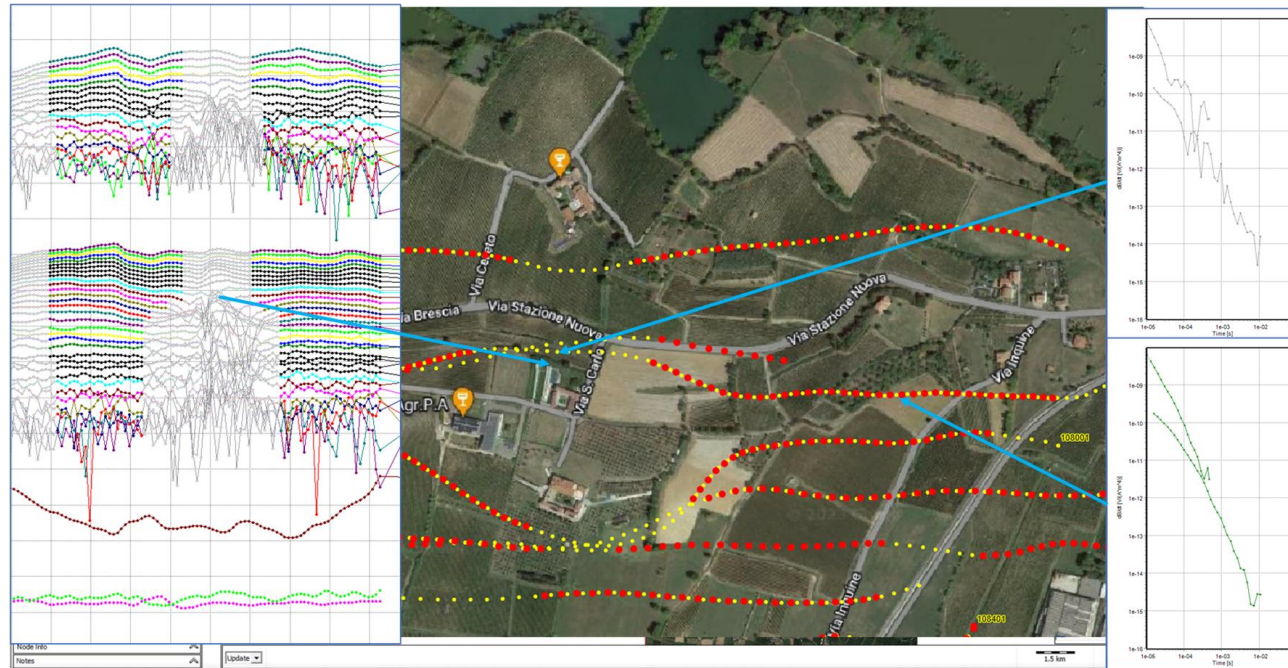 Via Cereto
Via Brescia
Via Stazione Nuova
Via Stazione Nuova
Via Inquine
Via S. Carlo
Agr.P.A
108001
Via Inquine
108401
Node Info
Notes
Update
1.5 km
1e-09
1e-10
1e-11
1e-12
1e-13
1e-14
1e-15
1e-16
1e-06
1e-04
1e-03
1e-02
Time [s]
1e-09
1e-10
1e-11
1e-12
1e-13
1e-14
1e-15
1e-16
1e-06
1e-04
1e-03
1e-02
Time [s]